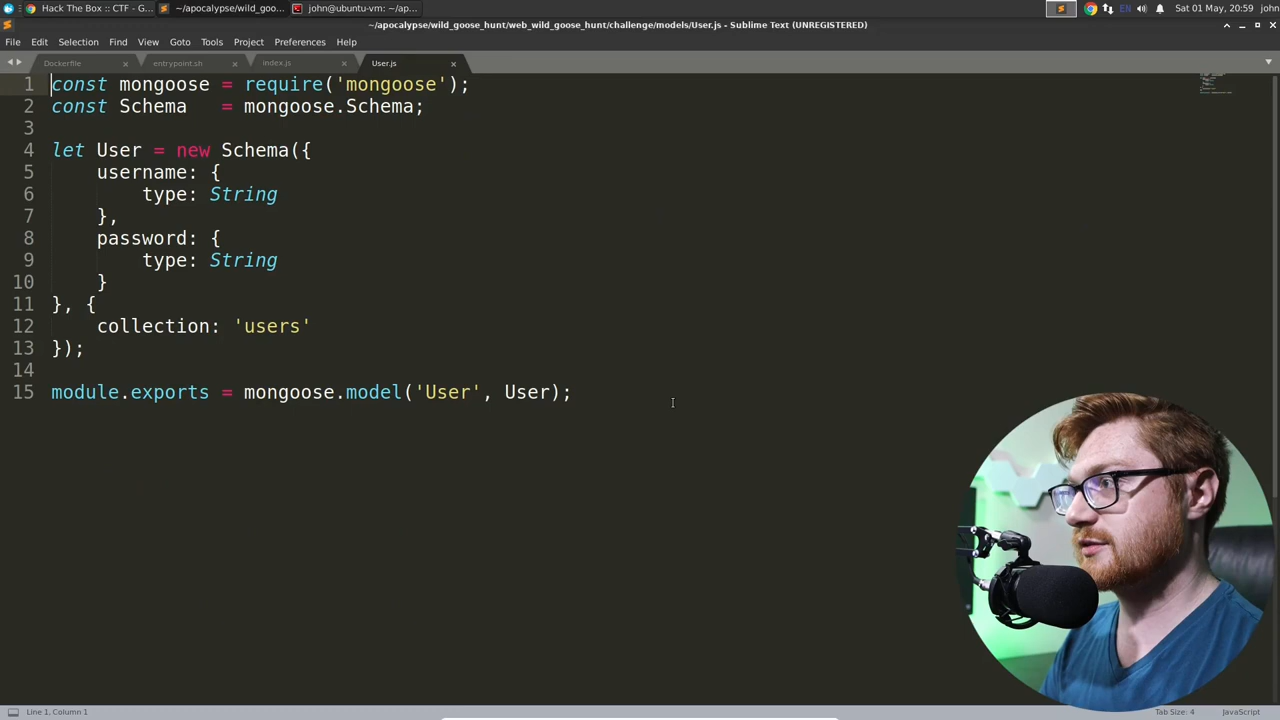 Hack The Box :: CTF - G...
~/apocalypse/wild_goo...
john@ubuntu-vm: ~/ap...
EN
Sat 01 May, 20:59
john
~/apocalypse/wild_goose_hunt/web_wild_goose_hunt/challenge/models/User.js - Sublime Text (UNREGISTERED)
File Edit Selection Find View Goto Tools Project Preferences Help
Dockerfile
entrypoint.sh
index.js
User.js
1 const mongoose = require('mongoose');
2 const Schema   = mongoose.Schema;
3
4 let User = new Schema({
5     username: {
6         type: String
7     },
8     password: {
9         type: String
10     }
11 }, {
12     collection: 'users'
13 });
14
15 module.exports = mongoose.model('User', User);
Line 1, Column 1
Tab Size: 4
JavaScript